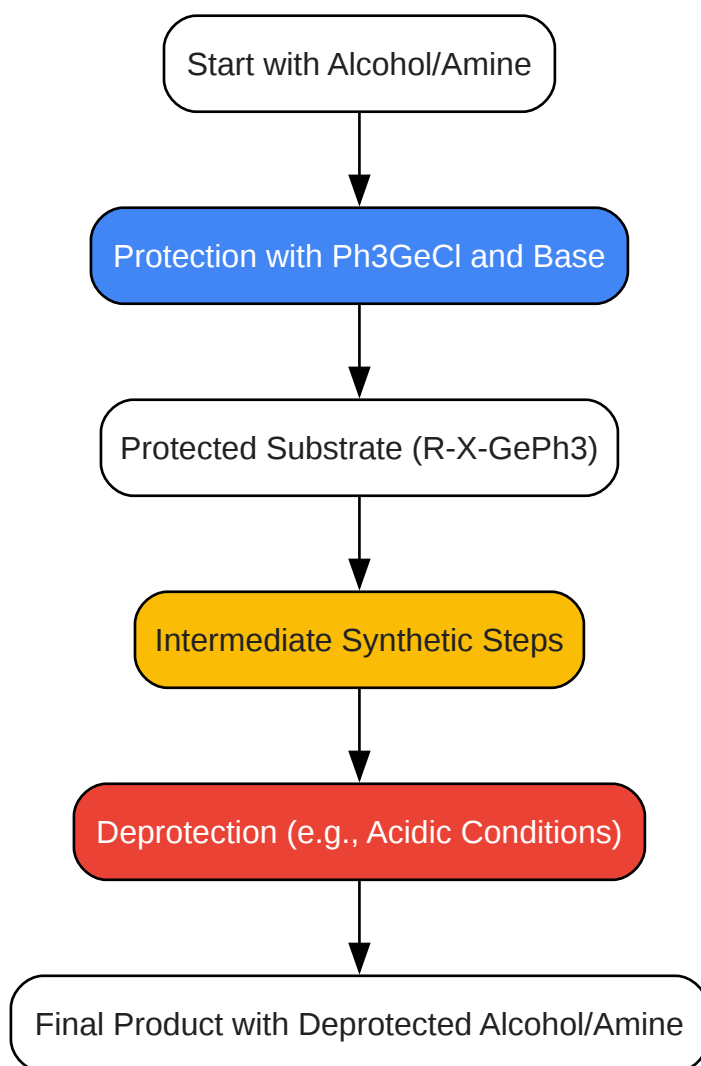 Start with Alcohol/Amine
Protection with Ph3GeCl and Base
Protected Substrate (R-X-GePh3)
Intermediate Synthetic Steps
Deprotection (e.g., Acidic Conditions)
Final Product with Deprotected Alcohol/Amine